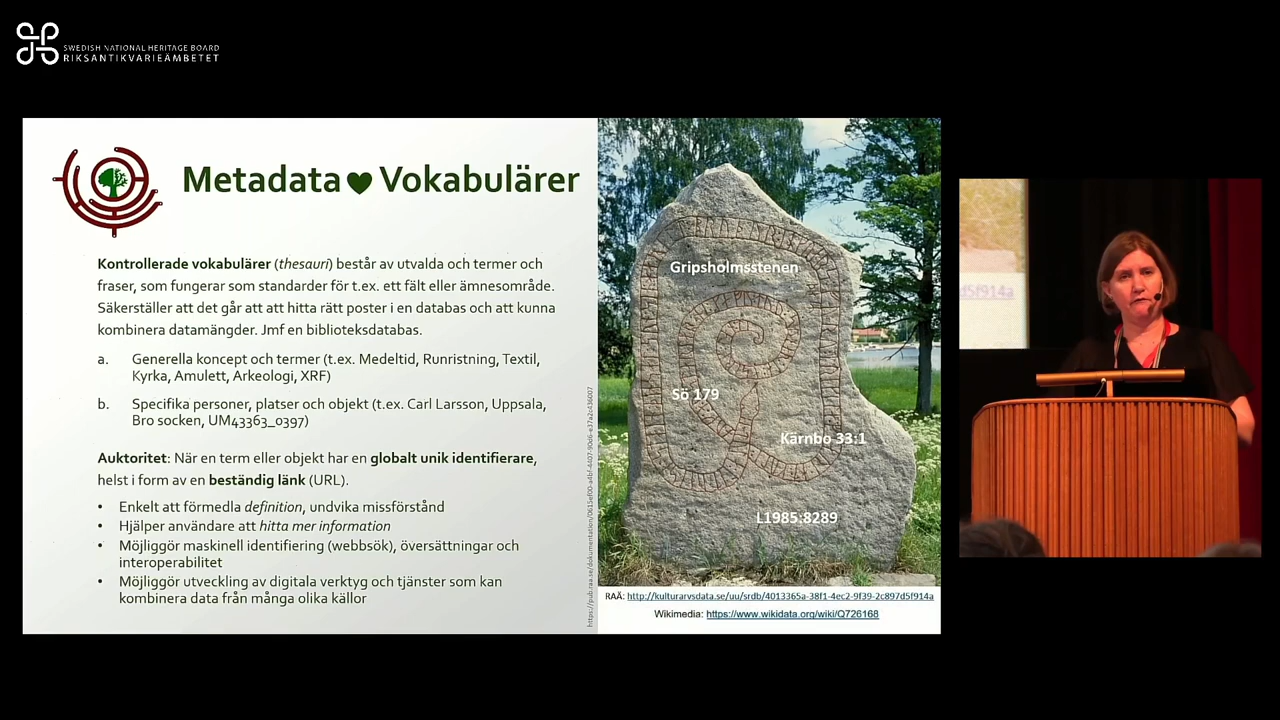 SWEDISH NATIONAL HERITAGE BOARD
RIKSANTIKVARIEÄMBETET
Metadata♥Vokabulärer
Kontrollerade vokabulärer (thesauri) består av utvalda och termer och
fraser, som fungerar som standarder för t.ex. ett fält eller ämnesområde.
Säkerställer att det går att att hitta rätt poster i en databas och att kunna
kombinera datamängder. Jmf en biblioteksdatabas.
a. Generella koncept och termer (t.ex. Medeltid, Runristning, Textil,
Kyrka, Amulett, Arkeologi, XRF)
b. Specifika personer, platser och objekt (t.ex. Carl Larsson, Uppsala,
Bro socken, UM43363_0397)
Auktoritet: När en term eller objekt har en globalt unik identifierare,
helst i form av en beständig länk (URL).
• Enkelt att förmedla definition, undvika missförstånd
• Hjälper användare att hitta mer information
• Möjliggör maskinell identifiering (webbsök), översättningar och
interoperabilitet
• Möjliggör utveckling av digitala verktyg och tjänster som kan
kombinera data från många olika källor
Gripsholmsstenen
Sö 179
Kärnbo 33:1
L1985:8289
RAÄ: http://kulturarvsdata.se/uu/srdb/4013365a-38f1-4ec2-9f39-2c897d5f914a
Wikimedia: https://www.wikidata.org/wiki/Q726168
d5f914a